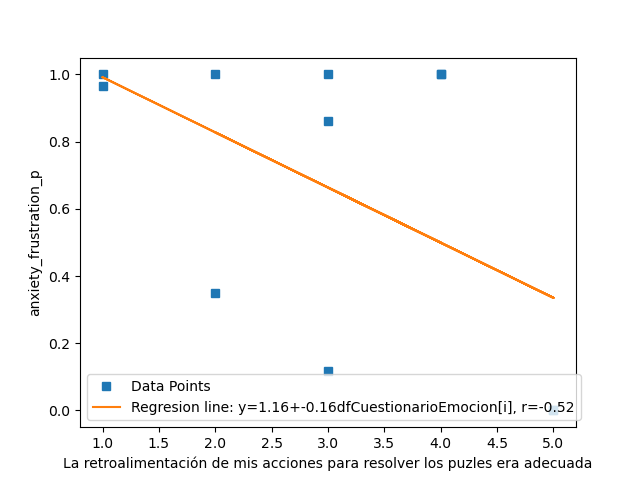 1.0
0.8
0.6
0.4
0.2
0.0
anxiety_frustration_p
Data Points
Regresion line: y=1.16+-0.16dfCuestionarioEmocion[i], r=-0.52
1.0 1.5 2.0 2.5 3.0 3.5 4.0 4.5 5.0
La retroalimentación de mis acciones para resolver los puzles era adecuada